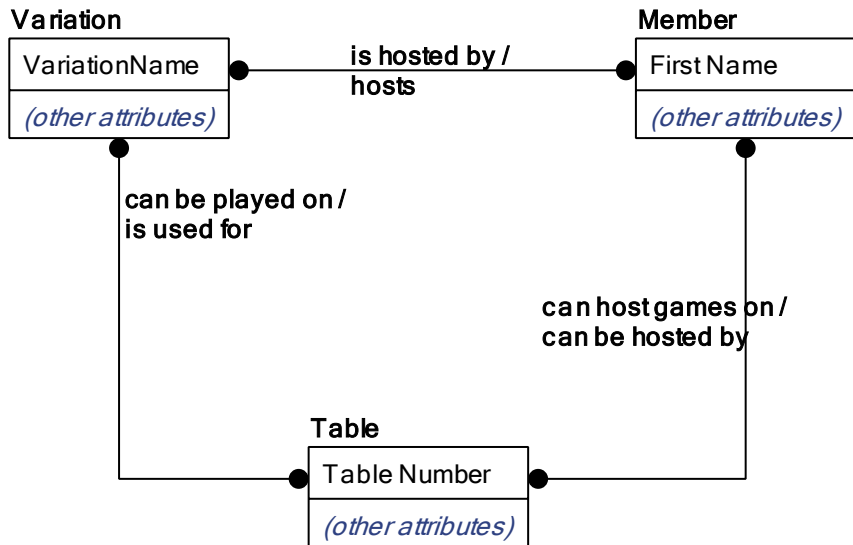 Variation
VariationName
(other attributes)
is hosted by /
hosts
Member
First Name
(other attributes)
can be played on /
is used for
can host games on /
can be hosted by
Table
Table Number
(other attributes)